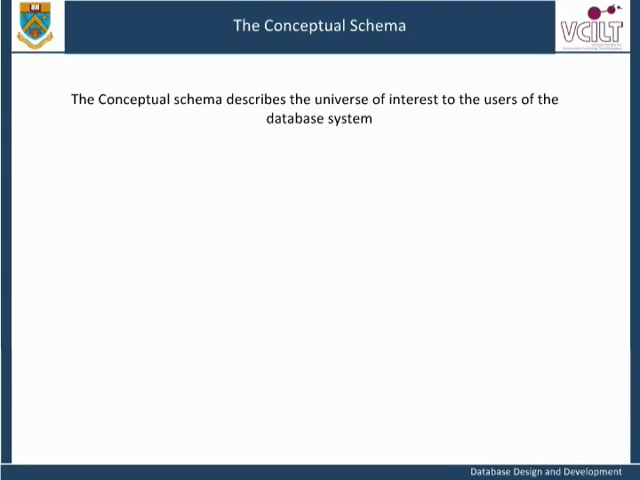 The Conceptual Schema
VCILT
The Conceptual schema describes the universe of interest to the users of the
database system
Database Design and Development